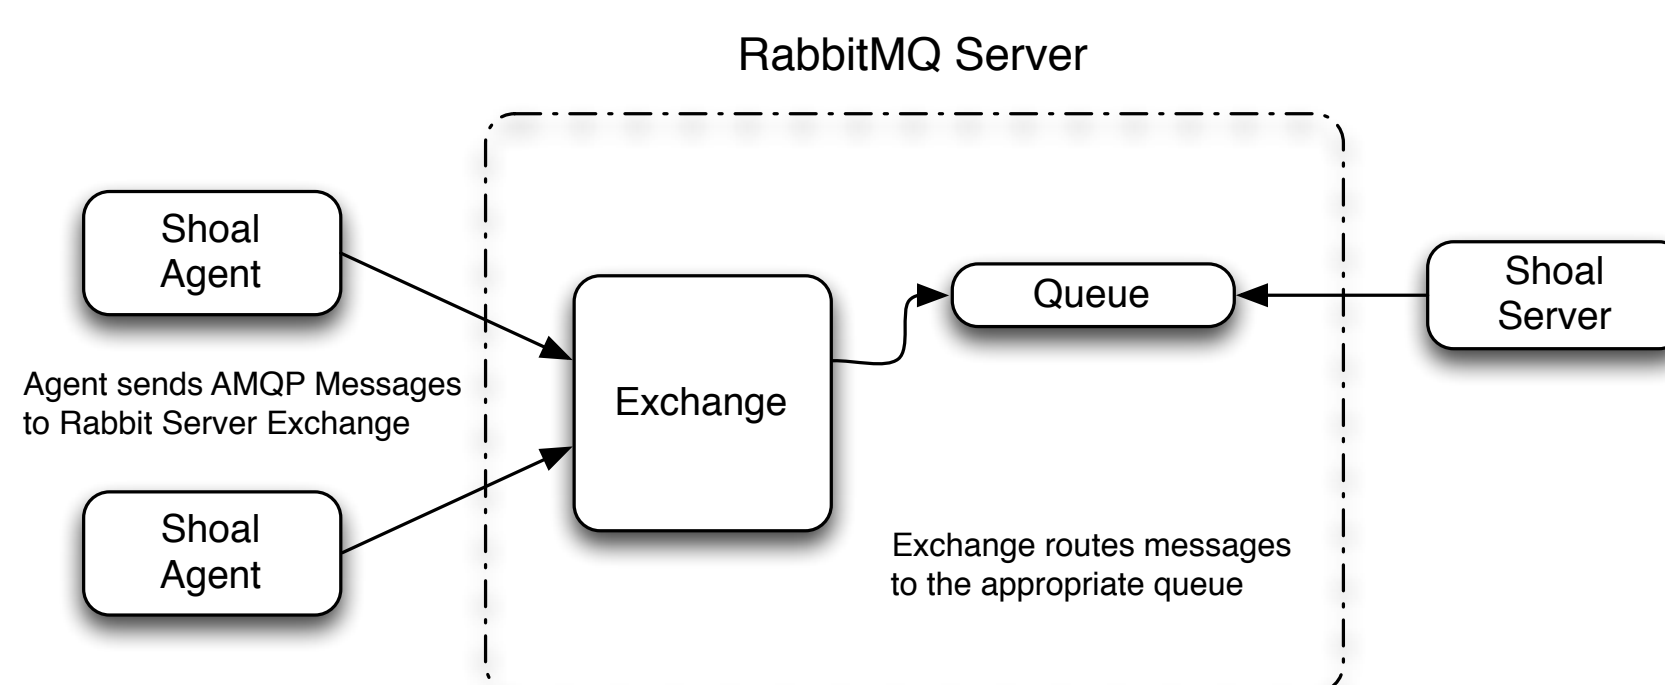 RabbitMQ Server
Shoal
Agent
Agent sends AMQP Messages
to Rabbit Server Exchange
Shoal
Agent
Exchange
Queue
Exchange routes messages
to the appropriate queue
Shoal
Server